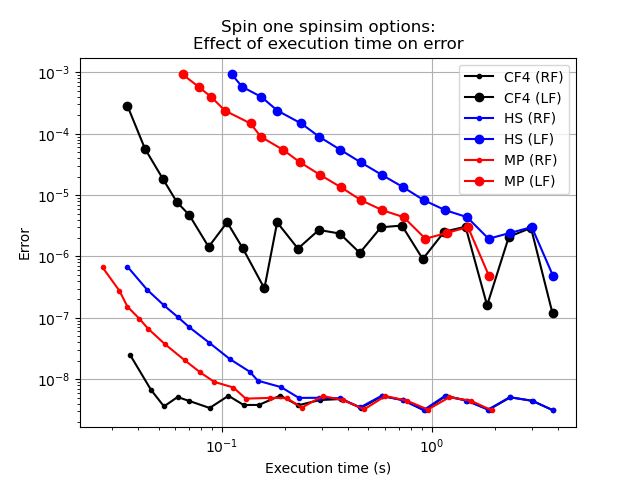 Spin one spinsim options:
Effect of execution time on error
10⁻³
10⁻⁴
10⁻⁵
10⁻⁶
10⁻⁷
10⁻⁸
Error
CF4 (RF)
CF4 (LF)
HS (RF)
HS (LF)
MP (RF)
MP (LF)
10⁻¹
10⁰
Execution time (s)